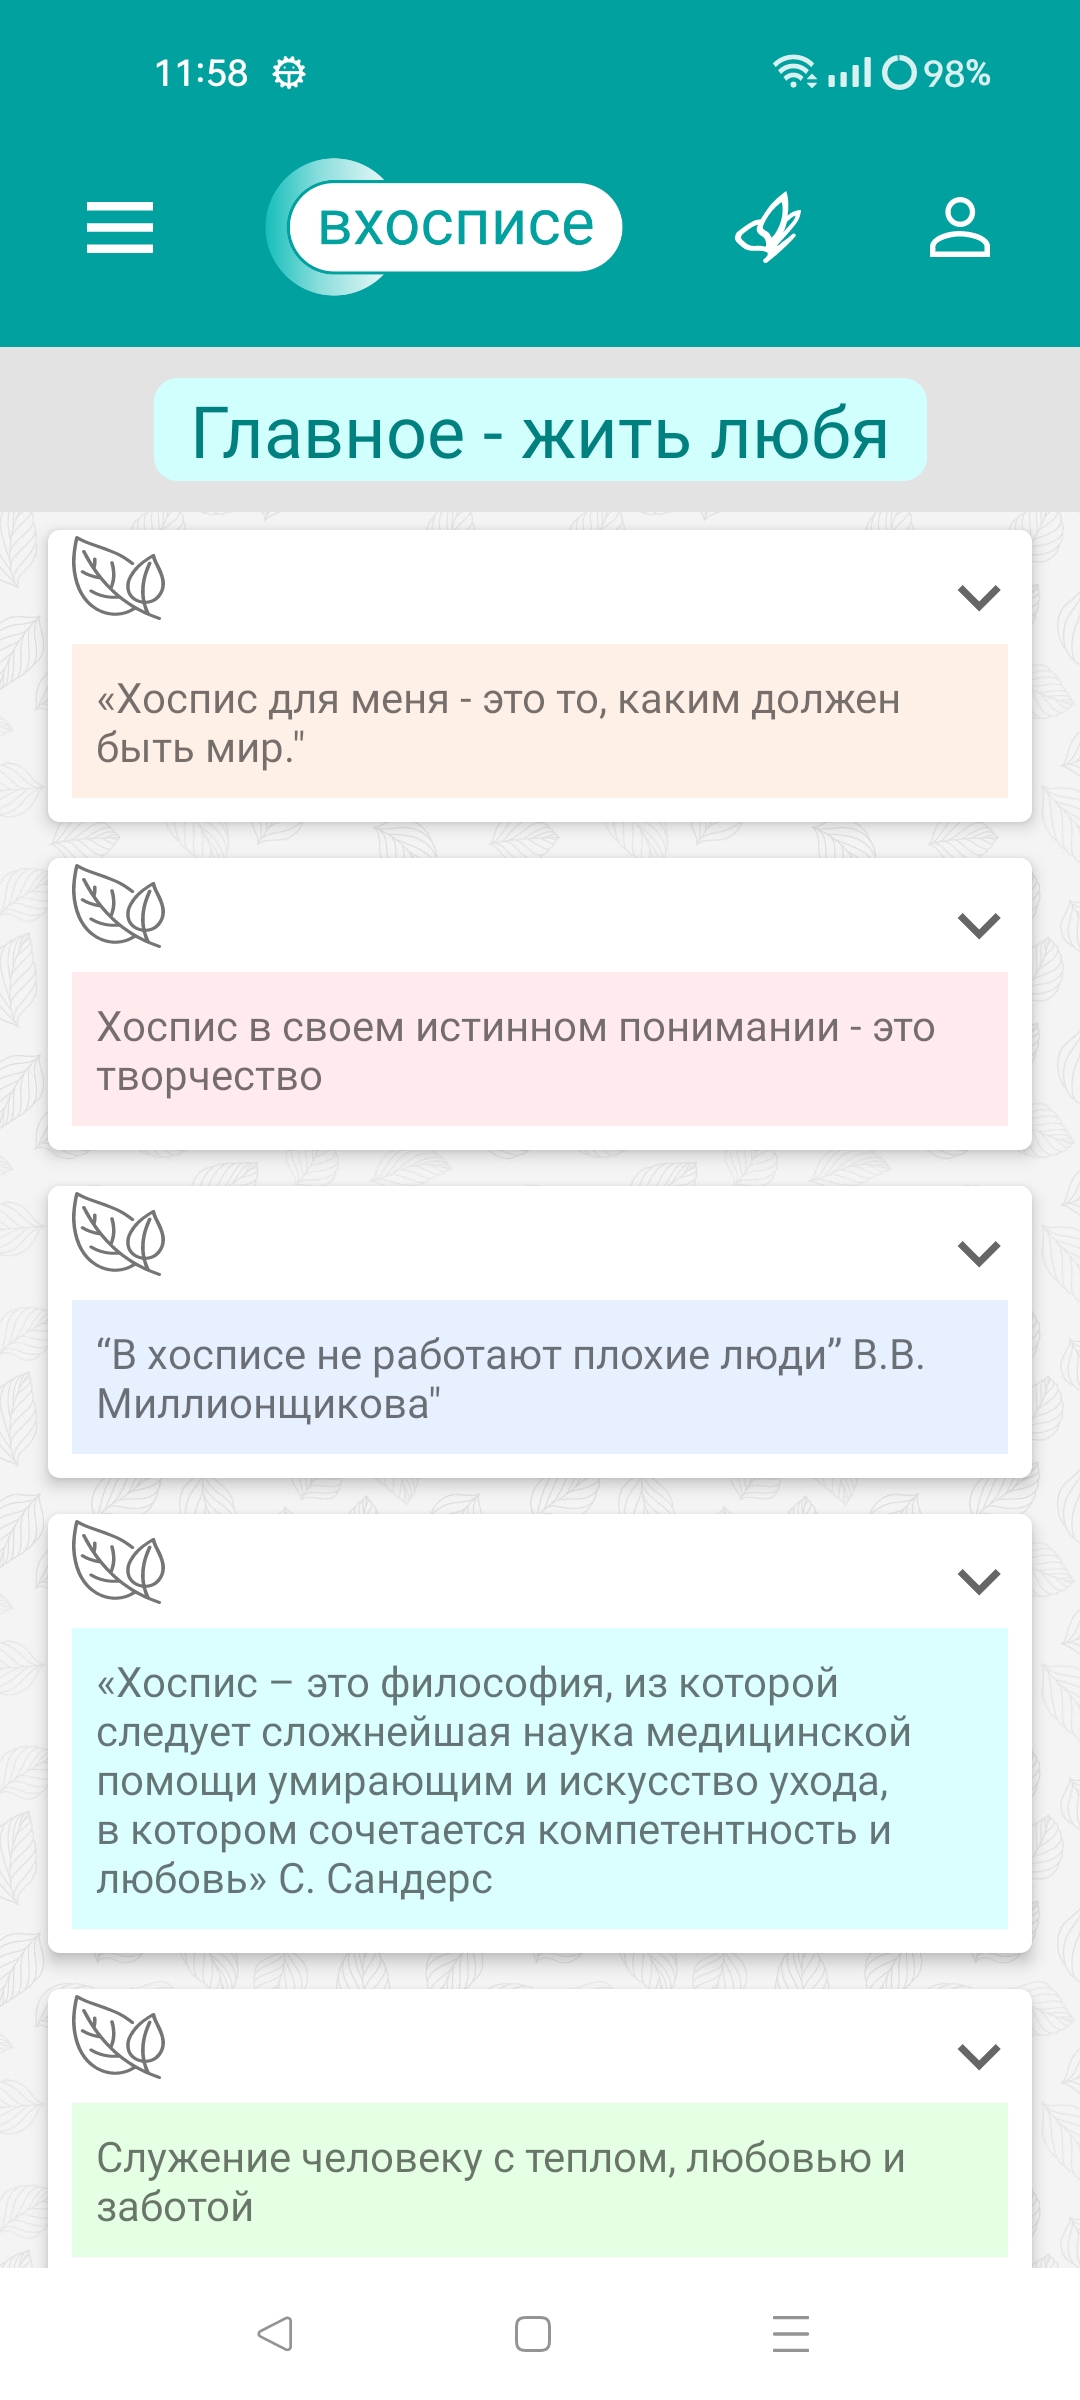 11:58
98%
вхосписе
Главное - жить любя
«Хоспис для меня - это то, каким должен
быть мир."
Хоспис в своем истинном понимании - это
творчество
“В хосписе не работают плохие люди” В.В.
Миллионщикова"
«Хоспис – это философия, из которой
следует сложнейшая наука медицинской
помощи умирающим и искусство ухода,
в котором сочетается компетентность и
любовь» С. Сандерс
Служение человеку с теплом, любовью и
заботой